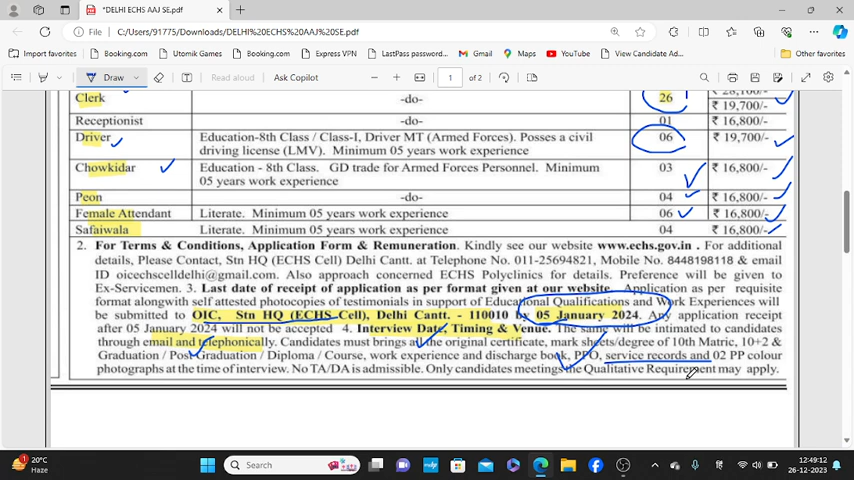 *DELHI ECHS AAJ SE.pdf
File C:/Users/91775/Downloads/DELHI%20ECHS%20AAJ%20SE.pdf
Import favorites Booking.com Utomik Games Booking.com Express VPN LastPass password... Gmail Maps YouTube View Candidate Ad... Other favorites
Draw Read aloud Ask Copilot 1 of 2
Clerk -do- 26 28,100/-
₹ 19,700/-
Receptionist -do- 01 ₹ 16,800/-
Driver Education-8th Class / Class-I, Driver MT (Armed Forces). Posses a civil 06 ₹ 19,700/-
driving license (LMV). Minimum 05 years work experience
Chowkidar Education - 8th Class. GD trade for Armed Forces Personnel. Minimum 03 ₹ 16,800/-
05 years work experience
Peon -do- 04 ₹ 16,800/-
Female Attendant Literate. Minimum 05 years work experience 06 ₹ 16,800/-
Safaiwala Literate. Minimum 05 years work experience 04 ₹ 16,800/-
2. For Terms & Conditions, Application Form & Remuneration. Kindly see our website www.echs.gov.in . For additional
details, Please Contact, Stn HQ (ECHS Cell) Delhi Cantt. at Telephone No. 011-25694821, Mobile No. 8448198118 & email
ID oicechscelldelhi@gmail.com. Also approach concerned ECHS Polyclinics for details. Preference will be given to
Ex-Servicemen. 3. Last date of receipt of application as per format given at our website. Application as per requisite
format alongwith self attested photocopies of testimonials in support of Educational Qualifications and Work Experiences will
be submitted to OIC, Stn HQ (ECHS Cell), Delhi Cantt. - 110010 by 05 January 2024. Any application receipt
after 05 January 2024 will not be accepted 4. Interview Date, Timing & Venue. The same will be intimated to candidates
through email and telephonically. Candidates must brings all the original certificate, mark sheets/degree of 10th Matric, 10+2 &
Graduation / Post Graduation / Diploma / Course, work experience and discharge book, PPO, service records and 02 PP colour
photographs at the time of interview. No TA/DA is admissible. Only candidates meetings the Qualitative Requirement may apply.
20°C
Haze
Search
ENG
IN
12:49:12
26-12-2023